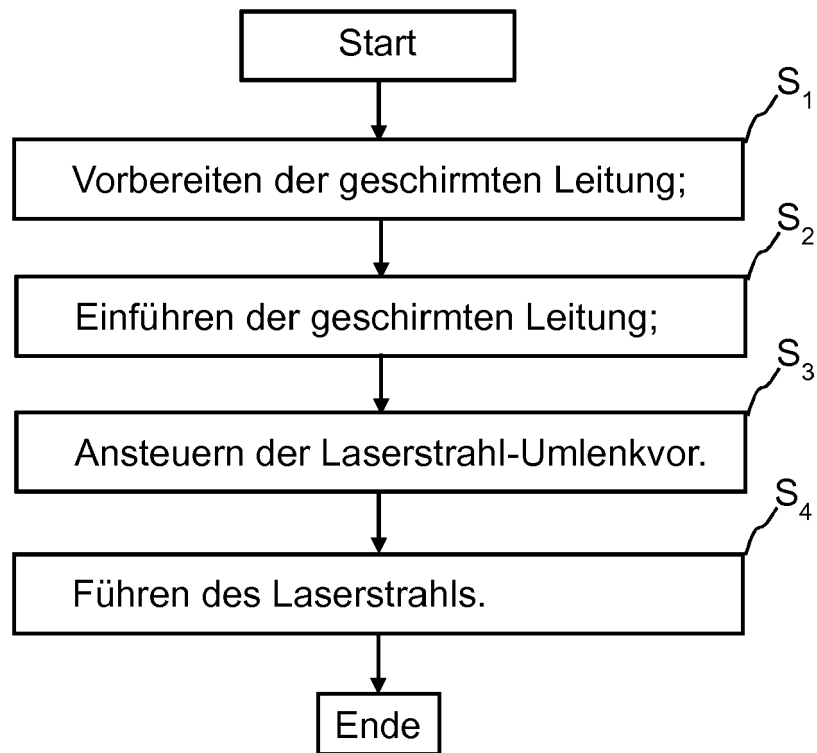 Start
S1
Vorbereiten der geschirmten Leitung;
S2
Einführen der geschirmten Leitung;
S3
Ansteuern der Laserstrahl-Umlenkvor.
S4
Führen des Laserstrahls.
Ende